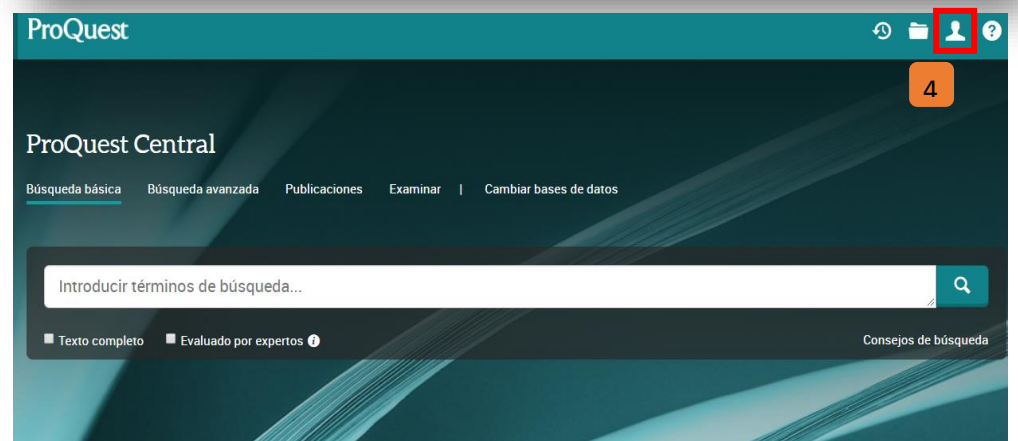 ProQuest
?
4
ProQuest Central
Búsqueda básica Búsqueda avanzada Publicaciones Examinar | Cambiar bases de datos
Introducir términos de búsqueda...
Texto completo Evaluado por expertos i
Consejos de búsqueda